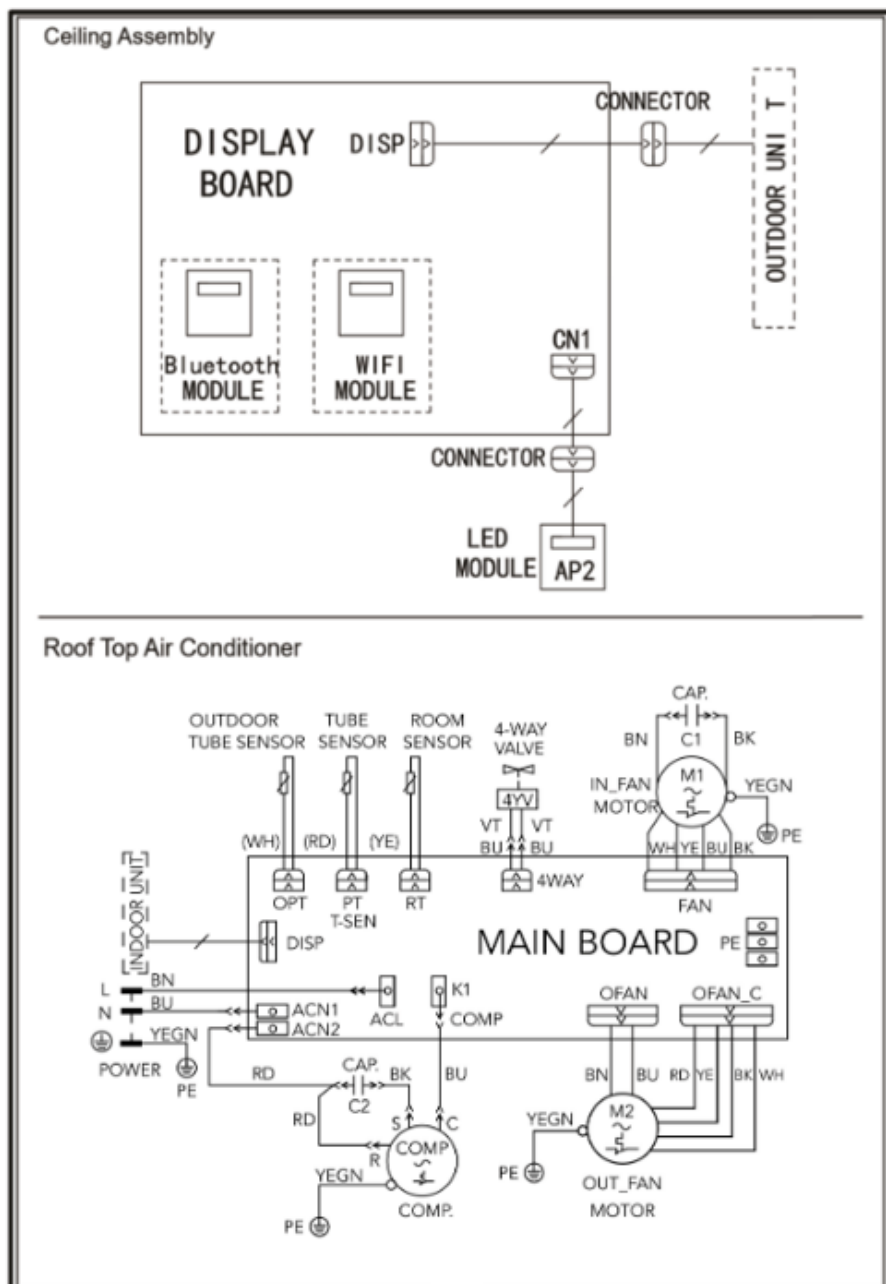 Ceiling Assembly
CONNECTOR
DISPLAY
BOARD
DISP
OUTDOOR UNI T
Bluetooth
MODULE
WIFI
MODULE
CN1
CONNECTOR
LED
MODULE
AP2
Roof Top Air Conditioner
OUTDOOR
TUBE SENSOR
TUBE
SENSOR
ROOM
SENSOR
4-WAY
VALVE
4YV
CAP.
C1
BN
BK
M1
IN_FAN
MOTOR
YEGN
PE
(WH)
(RD)
(YE)
VT VT
BU BU
WH YE BU BK
OPT
PT
T-SEN
RT
4WAY
FAN
INDOOR UNIT
DISP
MAIN BOARD
PE
L
BN
N
BU
YEGN
POWER
PE
ACN1
ACN2
ACL
K1
COMP
OFAN
OFAN_C
RD
CAP.
C2
BK
BU
RD
S
C
R
COMP
YEGN
PE
COMP.
BN
BU
RD
YE
BK
WH
YEGN
M2
PE
OUT_FAN
MOTOR